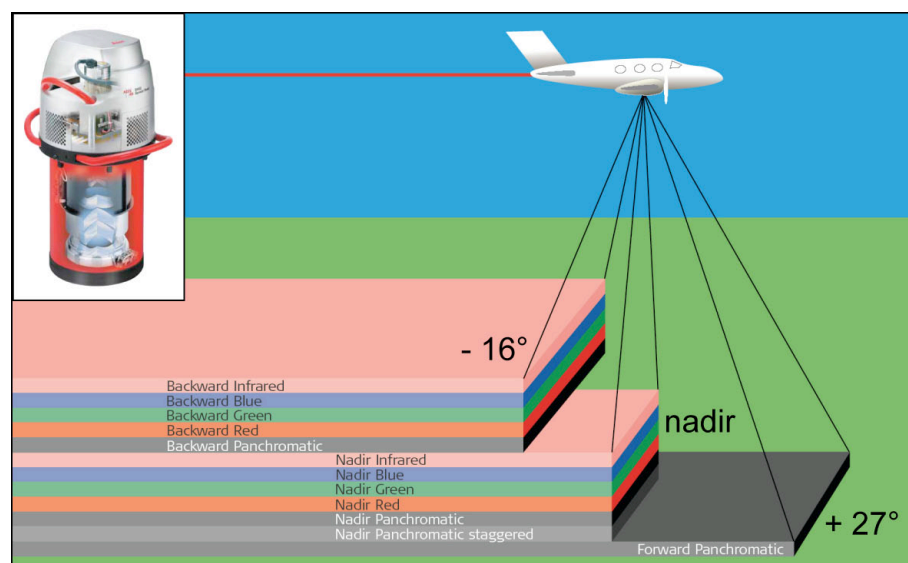 - 16°
Backward Infrared
Backward Blue
Backward Green
Backward Red
Backward Panchromatic
nadir
Nadir Infrared
Nadir Blue
Nadir Green
Nadir Red
Nadir Panchromatic
Nadir Panchromatic staggered
+ 27°
Forward Panchromatic